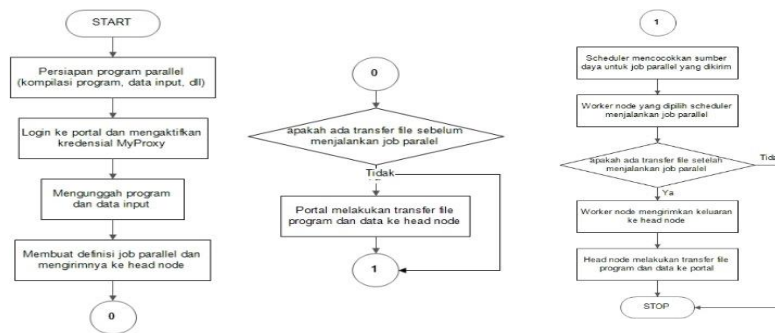 START
Persiapan program parallel
(kompilasi program, data input, dll)
Login ke portal dan mengaktifkan
kredensial MyProxy
Mengunggah program
dan data input
Membuat definisi job parallel dan
mengirimnya ke head node
0
0
apakah ada transfer file sebelum
menjalankan job paralel
Tidak
Portal melakukan transfer file
program dan data ke head node
1
1
Scheduler mencocokkan sumber
daya untuk job parallel yang dikirim
Worker node yang dipilih scheduler
menjalankan job parallel
apakah ada transfer file setelah
menjalankan job paralel
Tida
Ya
Worker node mengirimkan keluaran
ke head node
Head node melakukan transfer file
program dan data ke portal
STOP